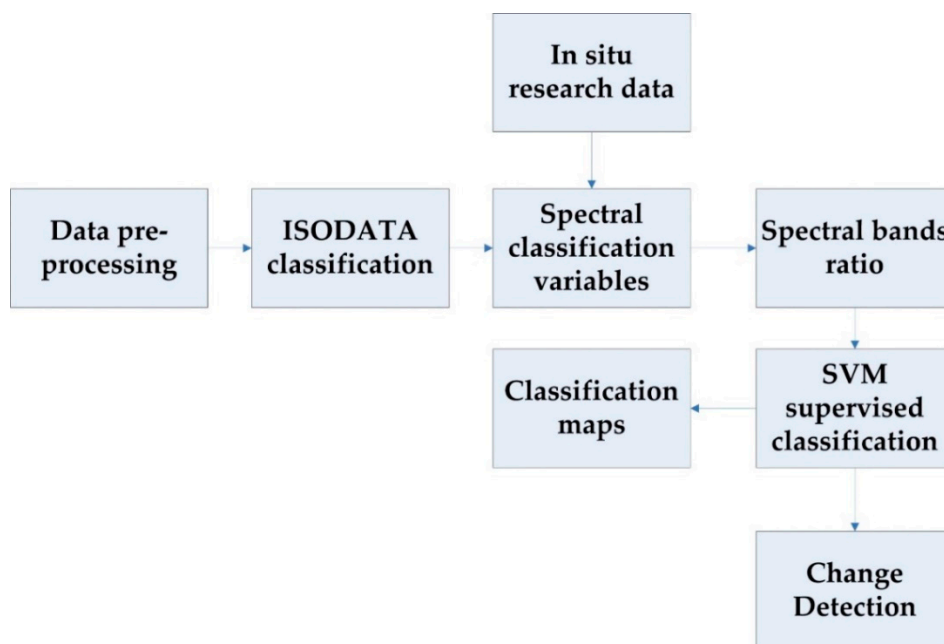 In situ
research data
Data pre-
processing
ISODATA
classification
Spectral
classification
variables
Spectral bands
ratio
Classification
maps
SVM
supervised
classification
Change
Detection